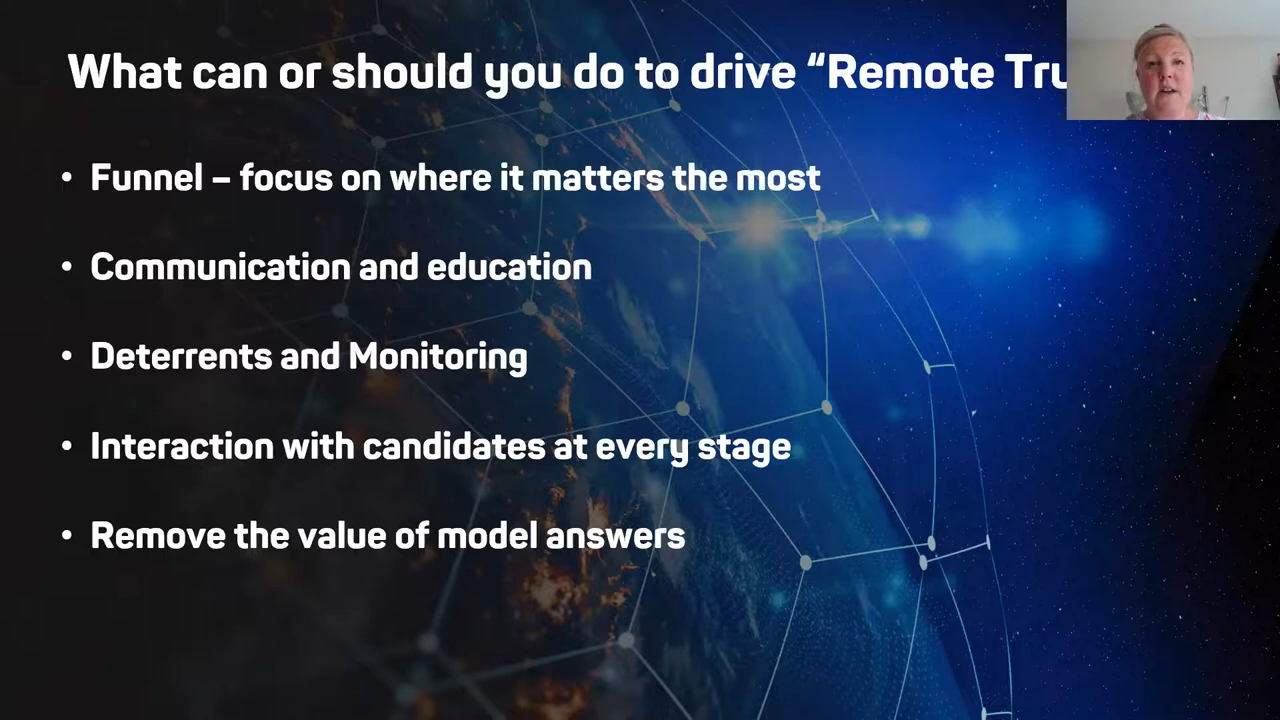 What can or should you do to drive “Remote
• Funnel – focus on where it matters the most
• Communication and education
• Deterrents and Monitoring
• Interaction with candidates at every stage
• Remove the value of model answers